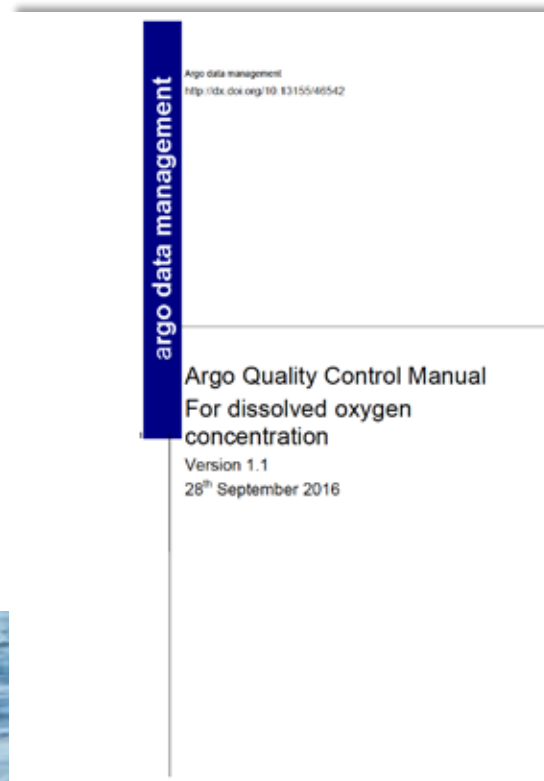 argo data management
Argo data management
http://dx.doi.org/10.13155/46542
Argo Quality Control Manual
For dissolved oxygen
concentration
Version 1.1
28th September 2016